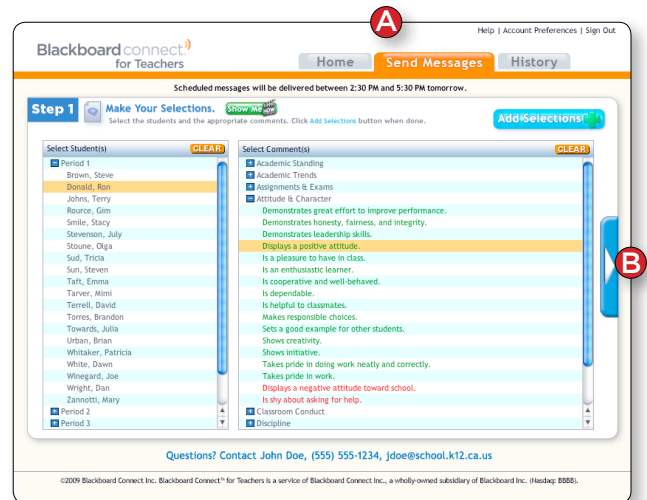 A
Help | Account Preferences | Sign Out
Blackboard connect.
for Teachers
Home
Send Messages
History
Scheduled messages will be delivered between 2:30 PM and 5:30 PM tomorrow.
Step 1
Make Your Selections.
Show Me NOW
Select the students and the appropriate comments. Click Add Selections button when done.
Add Selections
Select Student(s)
CLEAR
Period 1
Brown, Steve
Donald, Ron
Johns, Terry
Rource, Gim
Smile, Stacy
Stevenson, July
Stoune, Olga
Sud, Tricia
Sun, Steven
Taft, Emma
Tarver, Mimi
Terrell, David
Torres, Brandon
Towards, Julia
Urban, Brian
Whitaker, Patricia
White, Dawn
Winegard, Joe
Wright, Dan
Zannotti, Mary
Period 2
Period 3
Select Comment(s)
CLEAR
Academic Standing
Academic Trends
Assignments & Exams
Attitude & Character
Demonstrates great effort to improve performance.
Demonstrates honesty, fairness, and integrity.
Demonstrates leadership skills.
Displays a positive attitude.
Is a pleasure to have in class.
Is an enthusiastic learner.
Is cooperative and well-behaved.
Is dependable.
Is helpful to classmates.
Makes responsible choices.
Sets a good example for other students.
Shows creativity.
Shows initiative.
Takes pride in doing work neatly and correctly.
Takes pride in work.
Displays a negative attitude toward school.
Is shy about asking for help.
Classroom Conduct
Discipline
B
Questions? Contact John Doe, (555) 555-1234, jdoe@school.k12.ca.us
©2009 Blackboard Connect Inc. Blackboard Connect™ for Teachers is a service of Blackboard Connect Inc., a wholly-owned subsidiary of Blackboard Inc. (Nasdaq: BBBB).